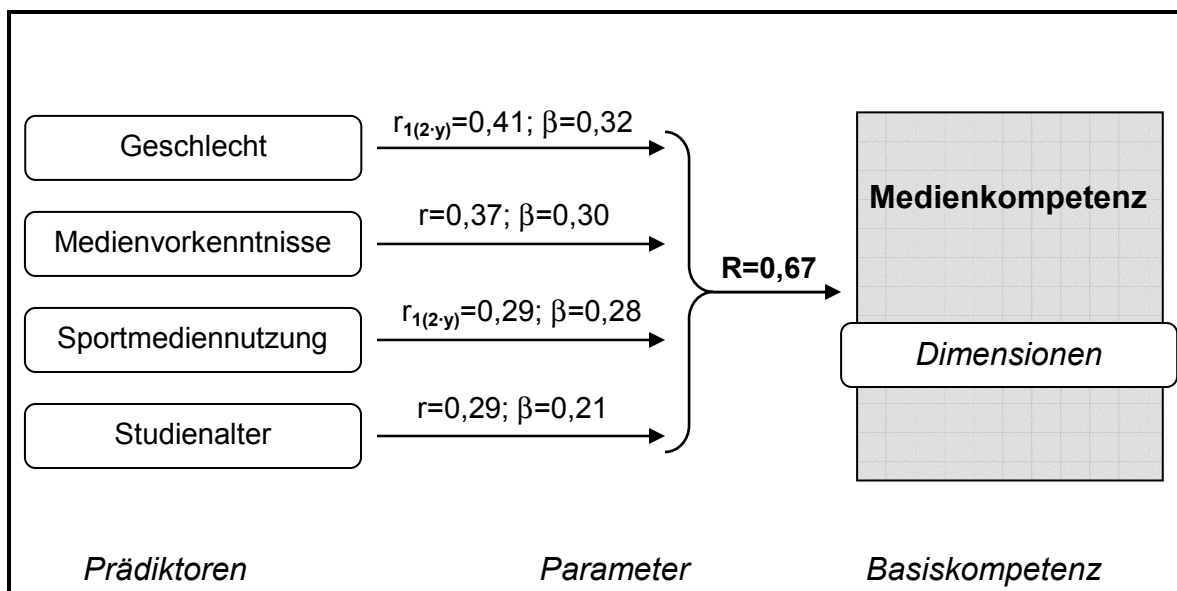 Geschlecht
r1(2·y)=0,41; β=0,32
Medienvorkenntnisse
r=0,37; β=0,30
Sportmediennutzung
r1(2·y)=0,29; β=0,28
Studienalter
r=0,29; β=0,21
R=0,67
Medienkompetenz
Dimensionen
Prädiktoren
Parameter
Basiskompetenz